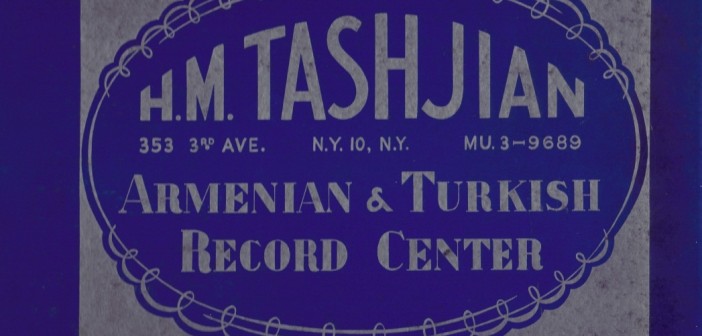 H.M. TASHJIAN
353 3RD AVE. N.Y. 10, N.Y. MU. 3-9689
ARMENIAN & TURKISH
RECORD CENTER